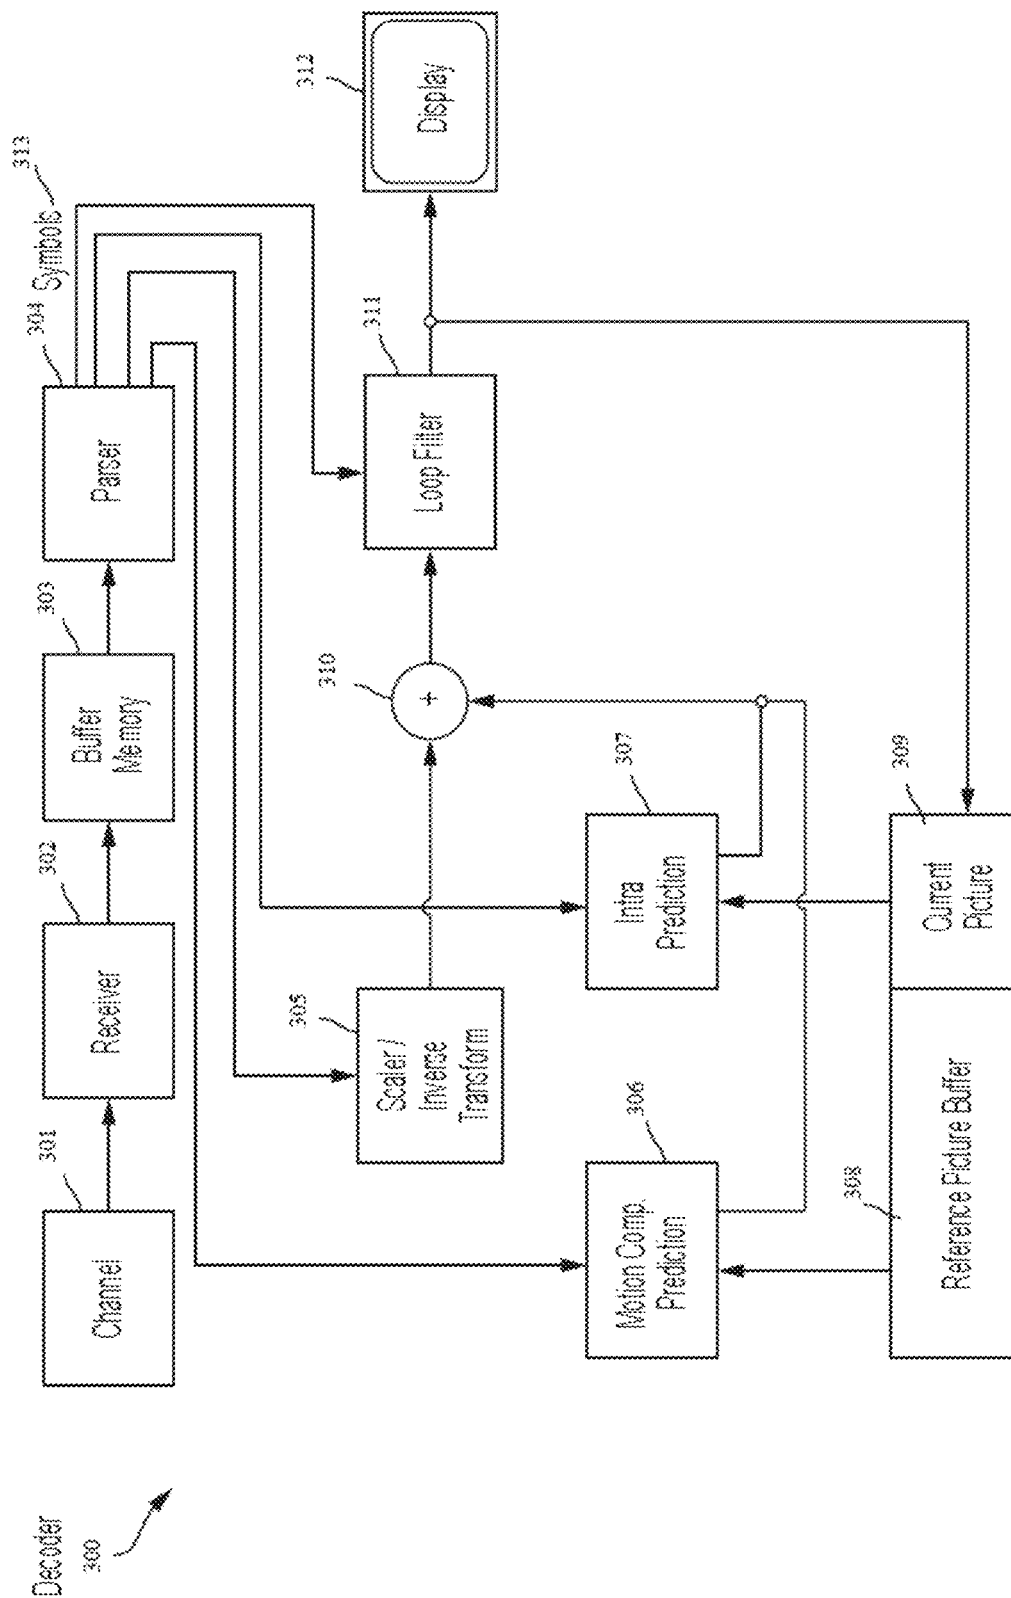 Decoder
300
Channel
301
Receiver
302
Buffer
Memory
303
Parser
304
Symbols
313
Scaler /
Inverse
Transform
305
+
310
Loop Filter
311
Display
312
Motion Comp.
Prediction
306
Intra
Prediction
307
Reference Picture Buffer
308
Current
Picture
309